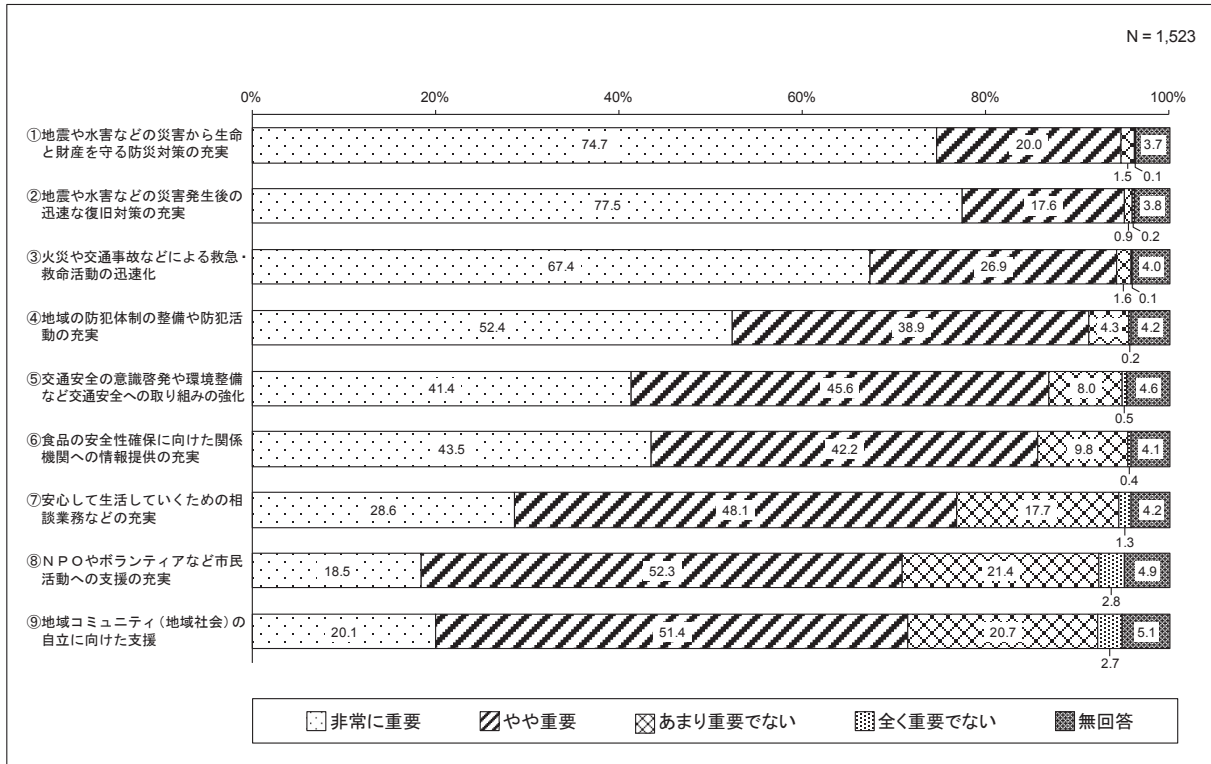 N = 1,523
0% 20% 40% 60% 80% 100%
①地震や水害などの災害から生命
と財産を守る防災対策の充実
74.7 20.0 3.7
1.5 0.1
②地震や水害などの災害発生後の
迅速な復旧対策の充実
77.5 17.6 3.8
0.9 0.2
③火災や交通事故などによる救急・
救命活動の迅速化
67.4 26.9 4.0
1.6 0.1
④地域の防犯体制の整備や防犯活
動の充実
52.4 38.9 4.3 4.2
0.2
⑤交通安全の意識啓発や環境整備
など交通安全への取り組みの強化
41.4 45.6 8.0 4.6
0.5
⑥食品の安全性確保に向けた関係
機関への情報提供の充実
43.5 42.2 9.8 4.1
0.4
⑦安心して生活していくための相
談業務などの充実
28.6 48.1 17.7 4.2
1.3
⑧NPOやボランティアなど市民
活動への支援の充実
18.5 52.3 21.4 4.9
2.8
⑨地域コミュニティ(地域社会)の
自立に向けた支援
20.1 51.4 20.7 5.1
2.7
非常に重要 やや重要 あまり重要でない 全く重要でない 無回答